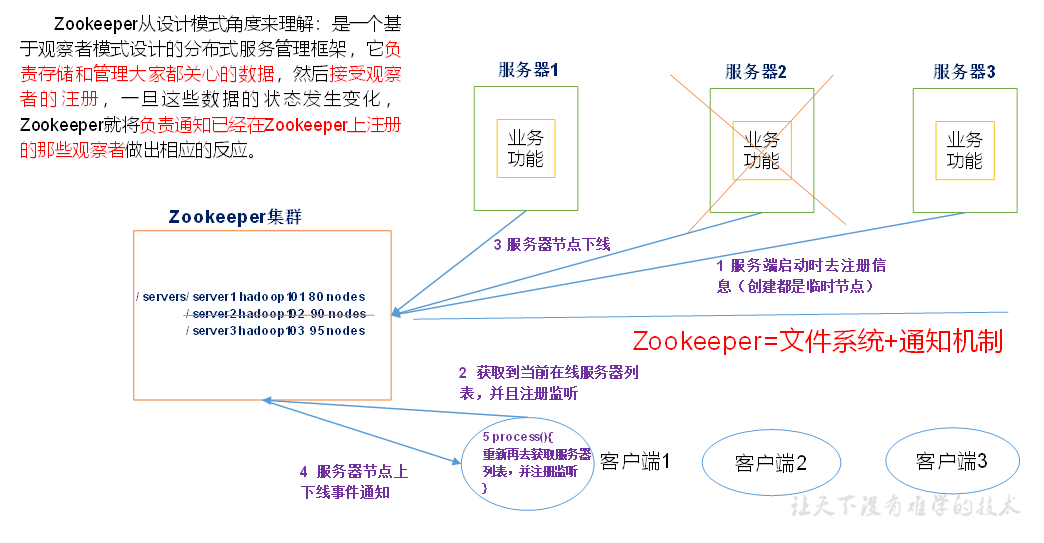 Zookeeper从设计模式角度来理解：是一个基
于观察者模式设计的分布式服务管理框架，它负
责存储和管理大家都关心的数据，然后接受观察
者的注册，一旦这些数据的状态发生变化，
Zookeeper就将负责通知已经在Zookeeper上注册
的那些观察者做出相应的反应。
服务器1
服务器2
服务器3
业务
功能
业务
功能
业务
功能
Zookeeper集群
3 服务器节点下线
1 服务端启动时去注册信
息（创建都是临时节点）
/ servers/ server1 hadoop101 80 nodes
/ server2 hadoop102 90 nodes
/ server3 hadoop103 95 nodes
Zookeeper=文件系统+通知机制
2 获取到当前在线服务器列
表，并且注册监听
5 process(){
重新再去获取服务器
列表，并注册监听
}
客户端1
客户端2
客户端3
4 服务器节点上
下线事件通知
让天下没有难学的技术